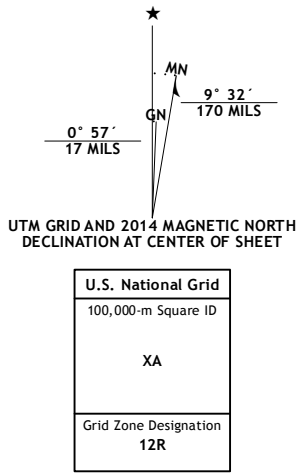 ★
MN
GN
9° 32´
170 MILS
0° 57´
17 MILS
UTM GRID AND 2014 MAGNETIC NORTH
DECLINATION AT CENTER OF SHEET
U.S. National Grid
100,000-m Square ID
XA
Grid Zone Designation
12R